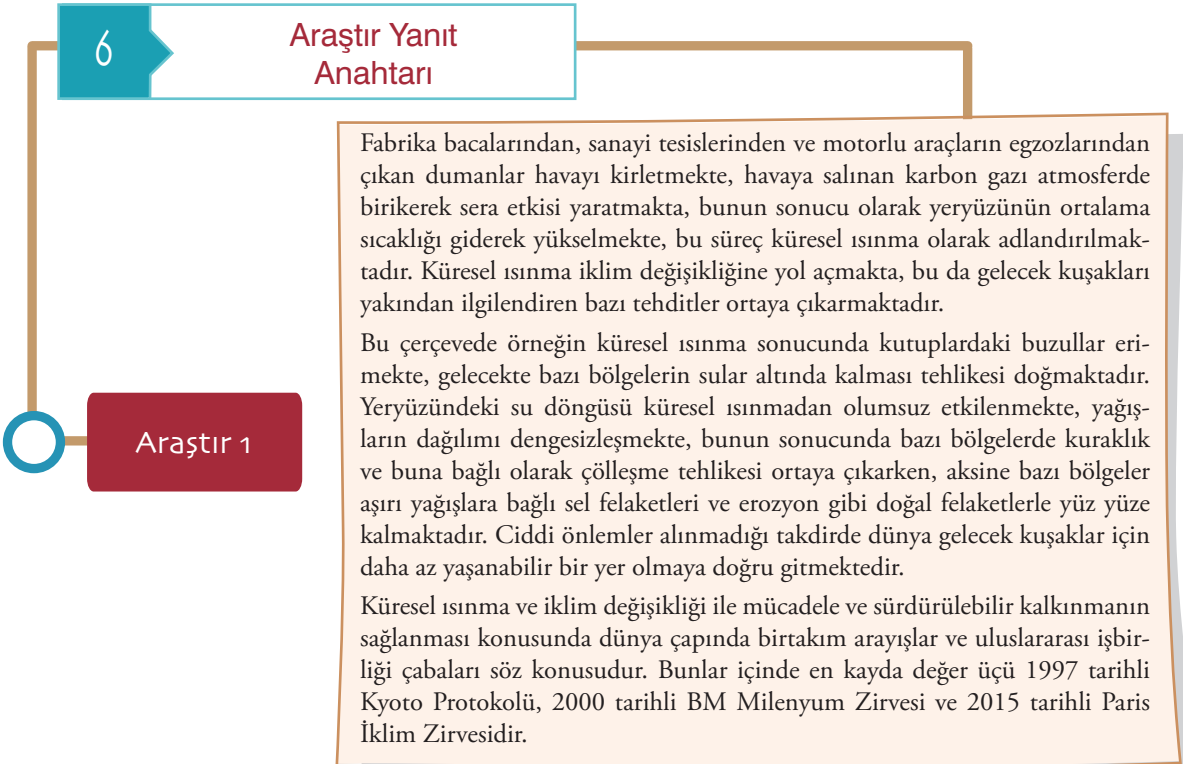 6
Araştır Yanıt
Anahtarı
Fabrika bacalarından, sanayi tesislerinden ve motorlu araçların egzozlarından
çıkan dumanlar havayı kirletmekte, havaya salınan karbon gazı atmosferde
birikerek sera etkisi yaratmakta, bunun sonucu olarak yeryüzünün ortalama
sıcaklığı giderek yükselmekte, bu süreç küresel ısınma olarak adlandırılmak-
tadır. Küresel ısınma iklim değişikliğine yol açmakta, bu da gelecek kuşakları
yakından ilgilendiren bazı tehditler ortaya çıkarmaktadır.
Bu çerçevede örneğin küresel ısınma sonucunda kutuplardaki buzullar eri-
mekte, gelecekte bazı bölgelerin sular altında kalması tehlikesi doğmaktadır.
Yeryüzündeki su döngüsü küresel ısınmadan olumsuz etkilenmekte, yağış-
ların dağılımı dengesizleşmekte, bunun sonucunda bazı bölgelerde kuraklık
ve buna bağlı olarak çölleşme tehlikesi ortaya çıkarken, aksine bazı bölgeler
aşırı yağışlara bağlı sel felaketleri ve erozyon gibi doğal felaketlerle yüz yüze
kalmaktadır. Ciddi önlemler alınmadığı takdirde dünya gelecek kuşaklar için
daha az yaşanabilir bir yer olmaya doğru gitmektedir.
Küresel ısınma ve iklim değişikliği ile mücadele ve sürdürülebilir kalkınmanın
sağlanması konusunda dünya çapında birtakım arayışlar ve uluslararası işbir-
liği çabaları söz konusudur. Bunlar içinde en kayda değer üçü 1997 tarihli
Kyoto Protokolü, 2000 tarihli BM Milenyum Zirvesi ve 2015 tarihli Paris
İklim Zirvesidir.
Araştır 1